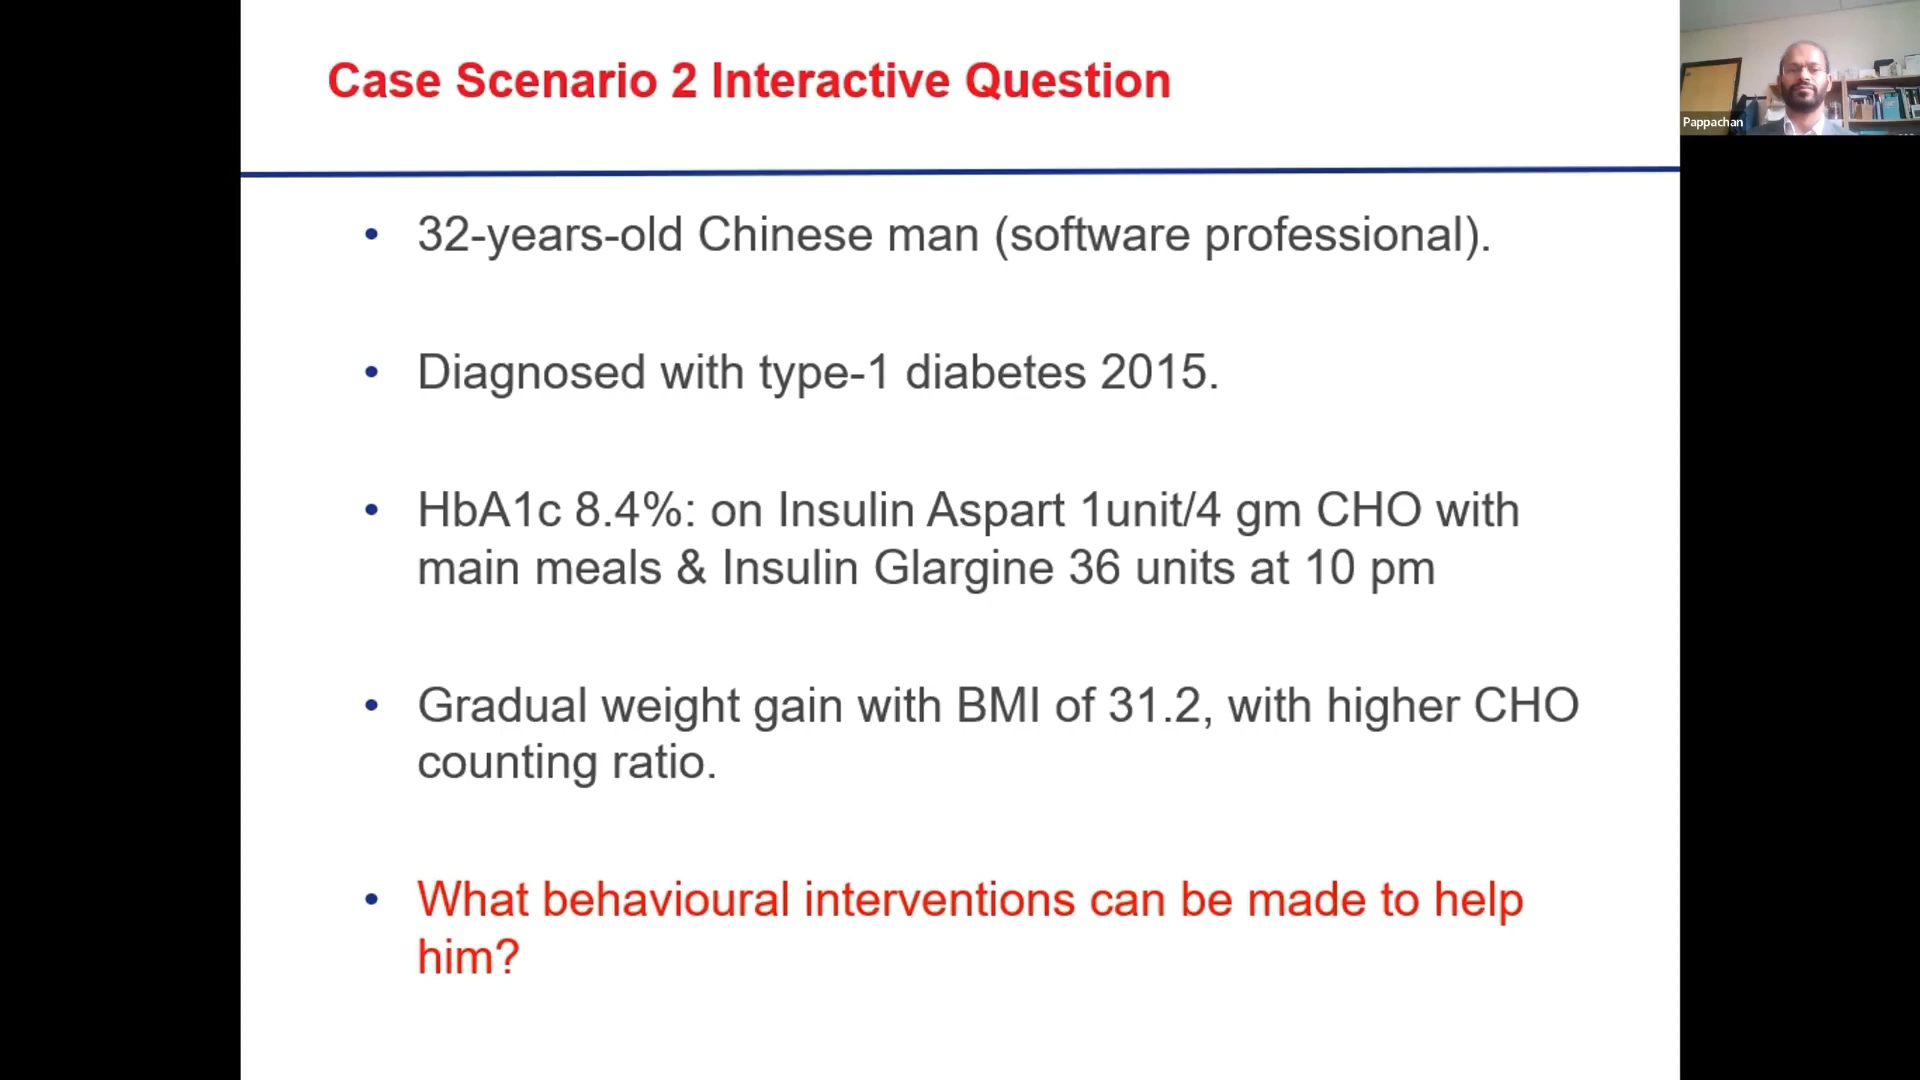 Case Scenario 2 Interactive Question
Pappachan
• 32-years-old Chinese man (software professional).
• Diagnosed with type-1 diabetes 2015.
• HbA1c 8.4%: on Insulin Aspart 1unit/4 gm CHO with
main meals & Insulin Glargine 36 units at 10 pm
• Gradual weight gain with BMI of 31.2, with higher CHO
counting ratio.
• What behavioural interventions can be made to help
him?